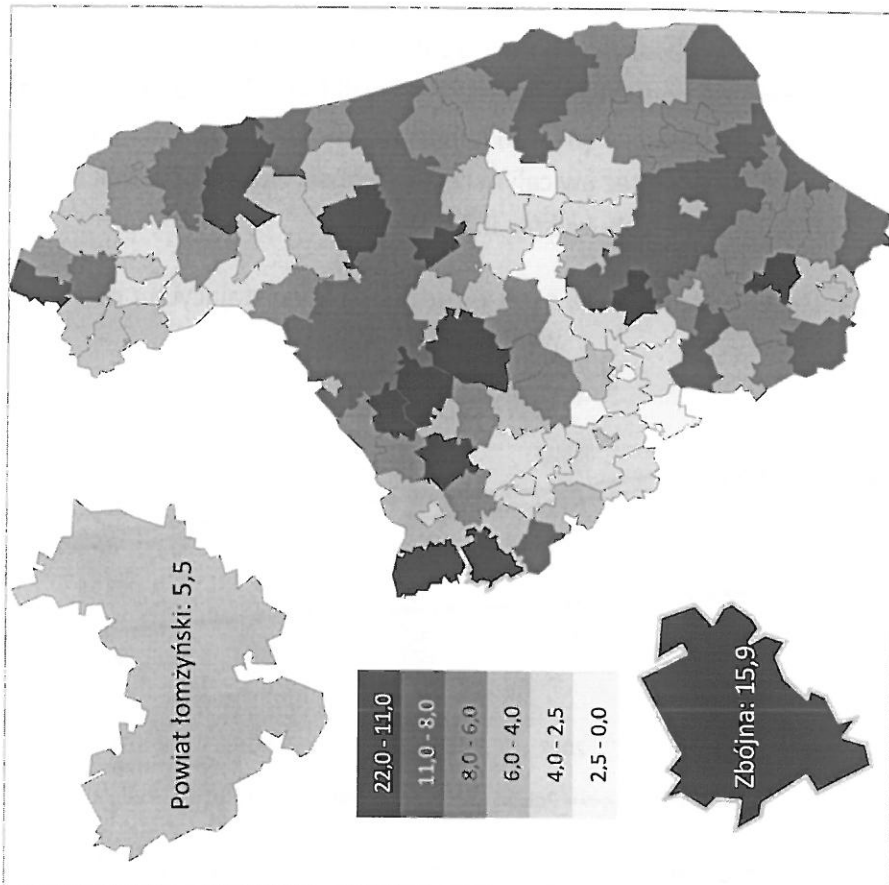 Powiat łomżyński: 5,5
22,0 - 11,0
11,0 - 8,0
8,0 - 6,0
6,0 - 4,0
4,0 - 2,5
2,5 - 0,0
Zbójna: 15,9